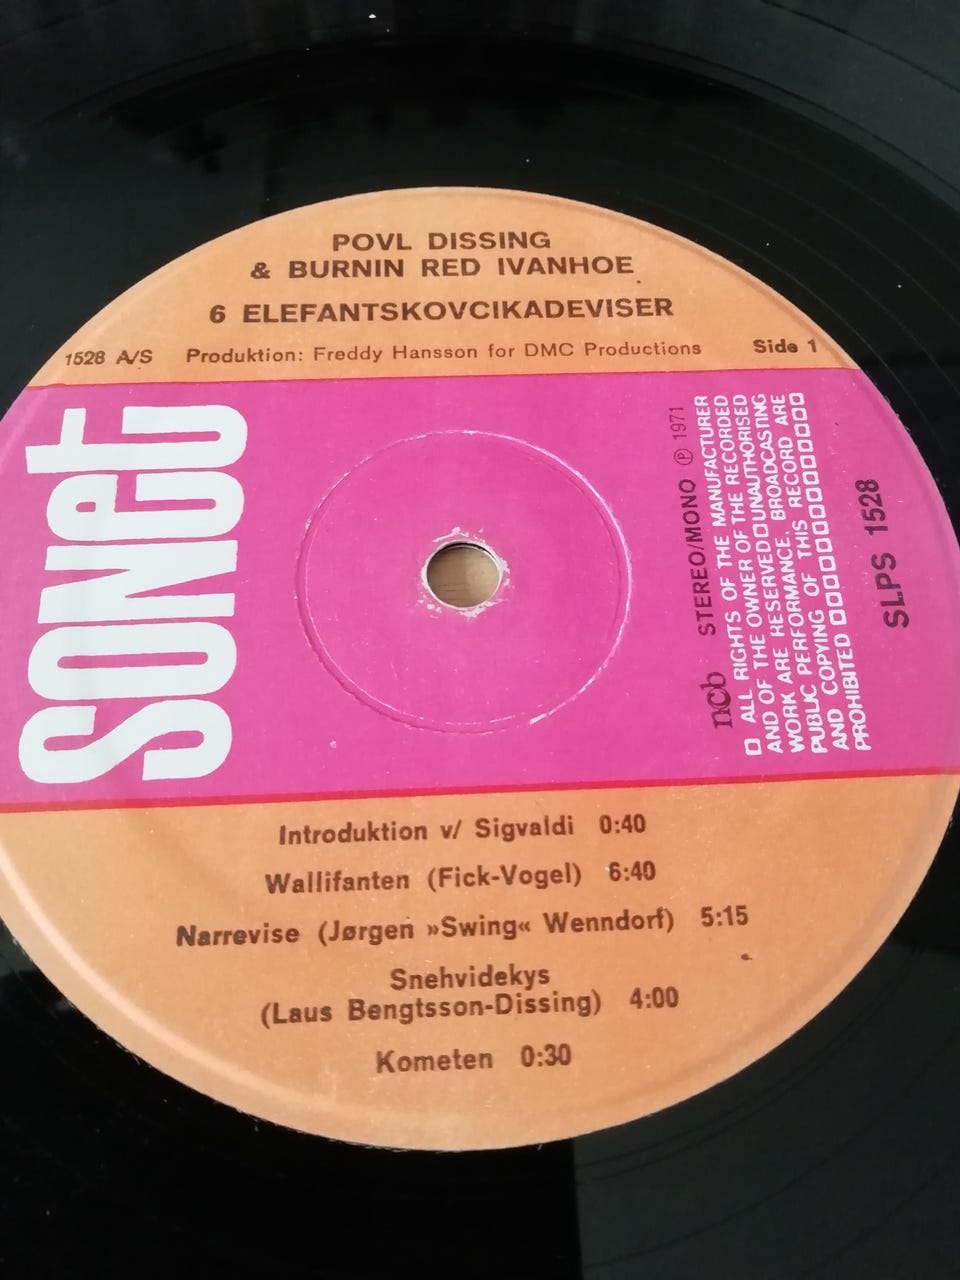 POVL DISSING
& BURNIN RED IVANHOE
6 ELEFANTSKOVCIKADEVISER
1528 A/S Produktion: Freddy Hansson for DMC Productions Side 1
SONET
ncb STEREO/MONO Ⓟ 1971
ALL RIGHTS OF THE MANUFACTURER
AND OF THE OWNER OF THE RECORDED
WORK ARE RESERVED UNAUTHORISED
PUBLIC PERFORMANCE. BROADCASTING
AND COPYING OF THIS RECORD ARE
PROHIBITED
SLPS 1528
Introduktion v/ Sigvaldi 0:40
Wallifanten (Fick-Vogel) 6:40
Narrevise (Jørgen »Swing« Wenndorf) 5:15
Snehvidekys
(Laus Bengtsson-Dissing) 4:00
Kometen 0:30